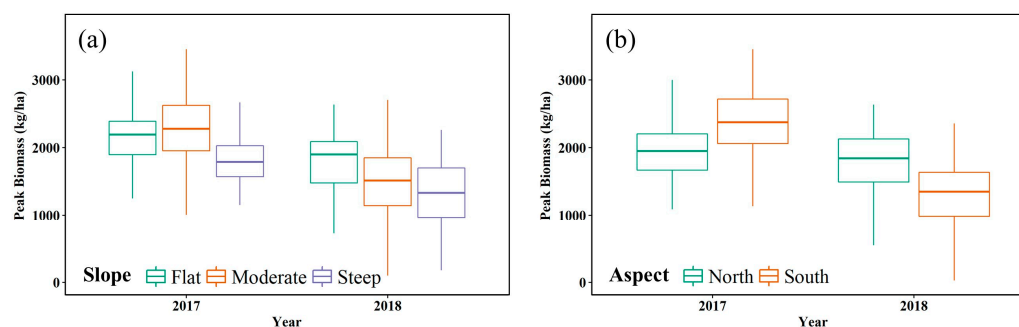 (a)
Peak Biomass (kg/ha)
3000
2000
1000
0
Slope Flat Moderate Steep
2017 2018
Year
(b)
Peak Biomass (kg/ha)
3000
2000
1000
0
Aspect North South
2017 2018
Year